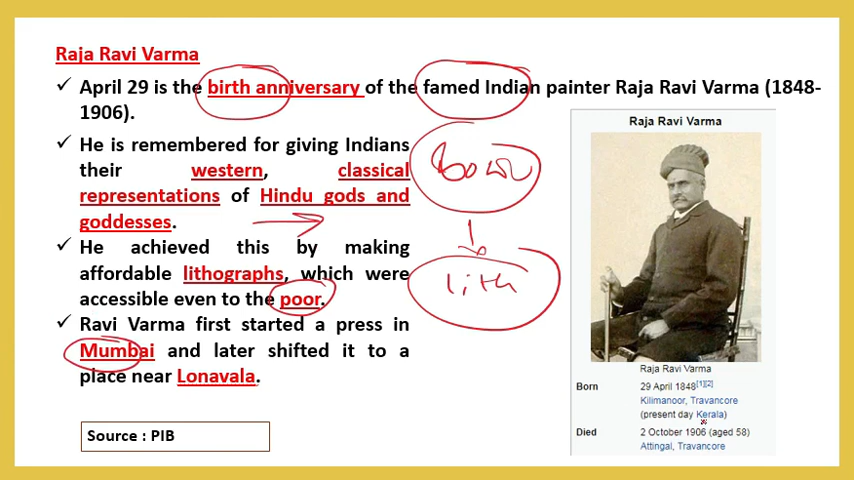 Raja Ravi Varma
✓ April 29 is the birth anniversary of the famed Indian painter Raja Ravi Varma (1848-
1906).
✓ He is remembered for giving Indians
their western, classical
representations of Hindu gods and
goddesses.
✓ He achieved this by making
affordable lithographs, which were
accessible even to the poor.
✓ Ravi Varma first started a press in
Mumbai and later shifted it to a
place near Lonavala.
Source : PIB
lith
Raja Ravi Varma
Raja Ravi Varma
Born 29 April 1848[1][2]
Kilimanoor, Travancore
(present day Kerala)
Died 2 October 1906 (aged 58)
Attingal, Travancore